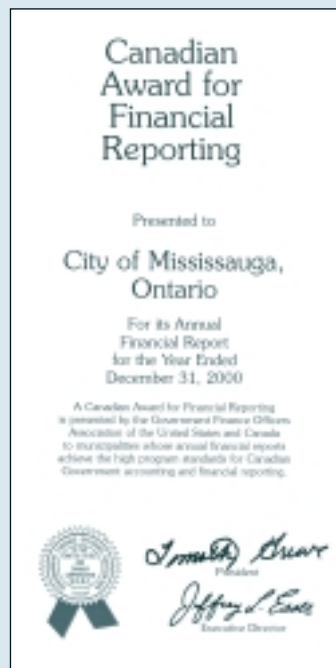 Canadian
Award for
Financial
Reporting
Presented to
City of Mississauga,
Ontario
For its Annual
Financial Report
for the Year Ended
December 31, 2000
A Canadian Award for Financial Reporting
is presented by the Government Finance Officers
Association of the United States and Canada
to municipalities whose annual financial reports
achieve the high program standards for Canadian
Government accounting and financial reporting.
President
Jeffrey L. Esser
Executive Director